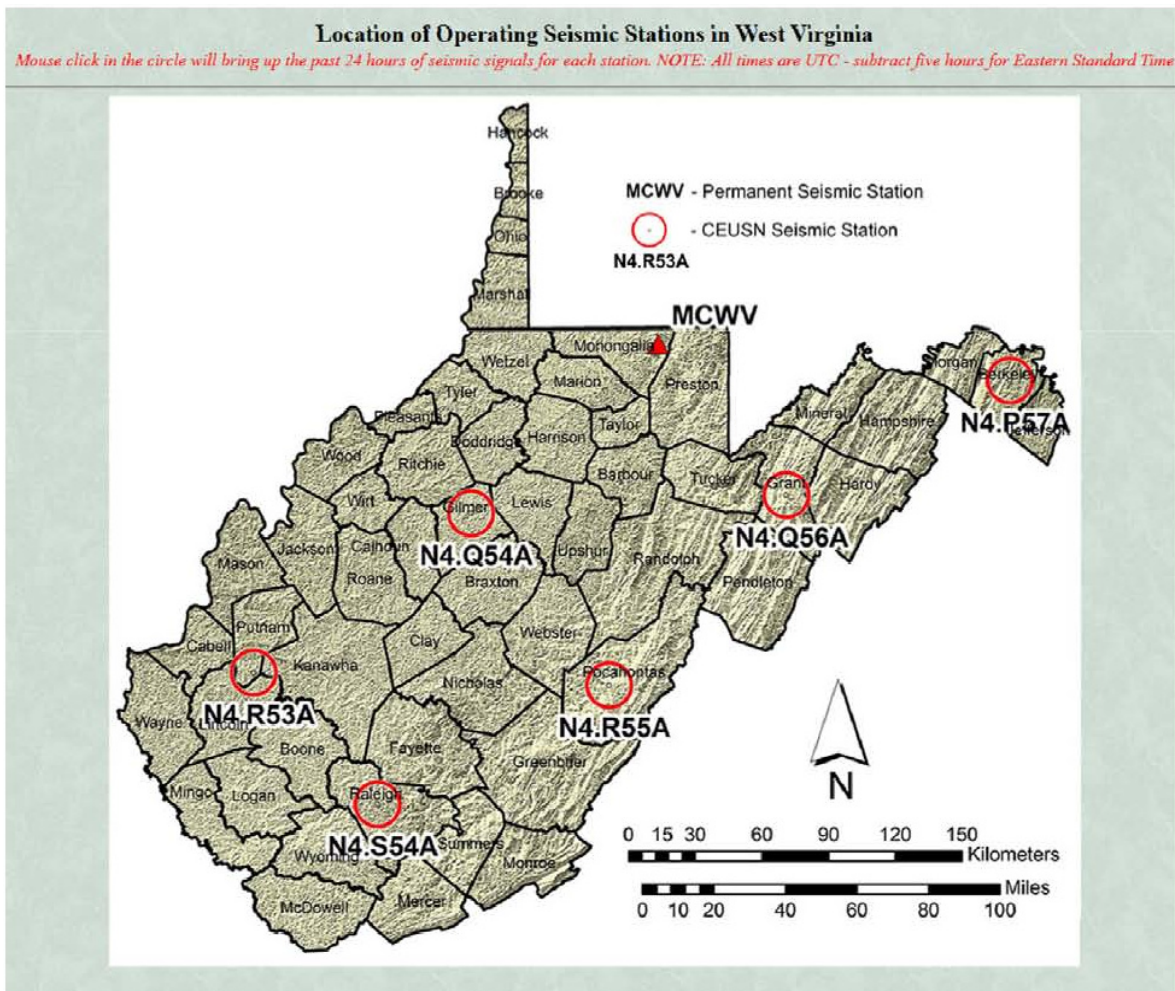 Location of Operating Seismic Stations in West Virginia
Mouse click in the circle will bring up the past 24 hours of seismic signals for each station. NOTE: All times are UTC - subtract five hours for Eastern Standard Time
Hancock
Brooke
Ohio
Marshal
MCWV - Permanent Seismic Station
- CEUSN Seismic Station
N4.R53A
MCWV
Monongalia
Wetzel
Marion
Preston
Morgan
Berkeley
Tyler
Pleasants
Doddridge
Harrison
Taylor
Mineral
Hampshire
N4.P57A
Jefferson
Wood
Ritchie
Barbour
Tucker
Grant
Hardy
Wirt
Gilmer
Lewis
N4.Q54A
N4.Q56A
Jackson
Calhoun
Upshur
Randolph
Mason
Roane
Braxton
Pendleton
Putnam
Cabell
Clay
Webster
Kanawha
Nicholas
Pocahontas
N4.R53A
N4.R55A
Wayne
Lincoln
Boone
Fayette
Greenbrier
Mingo
Logan
Raleigh
N4.S54A
Summers
Wyoming
Monroe
McDowell
Mercer
N
0 15 30 60 90 120 150
Kilometers
Miles
0 10 20 40 60 80 100